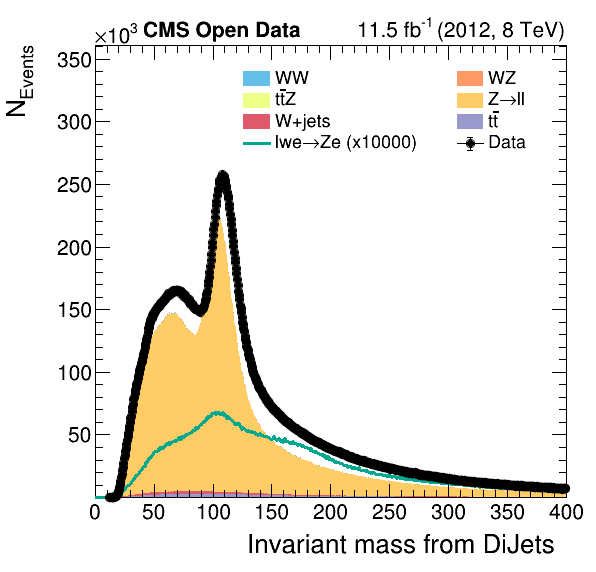 ×10³ CMS Open Data 11.5 fb⁻¹ (2012, 8 TeV)
N_Events
350
300
250
200
150
100
50
0 50 100 150 200 250 300 350 400
WW WZ
tt̄Z Z→ll
W+jets tt̄
lwe→Ze (x10000) Data
Invariant mass from DiJets